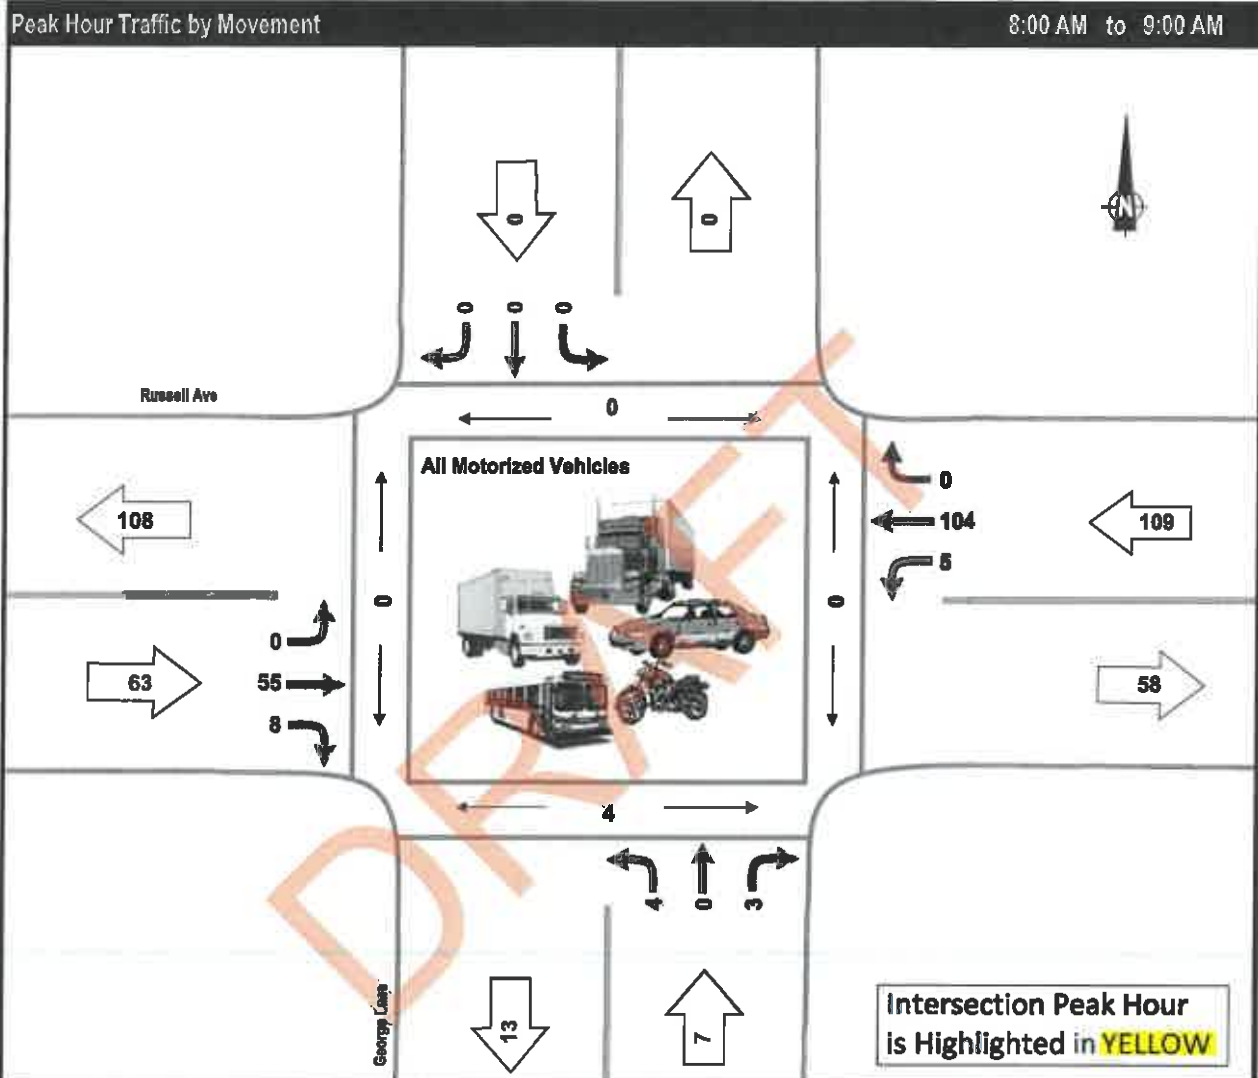 Peak Hour Traffic by Movement 8:00 AM to 9:00 AM
0 0
N
0 0 0
Russell Ave
0
All Motorized Vehicles
0
108
104
109
5
0 0
0
63
55
58
8
4
4 0 3
George Lane
13 7
Intersection Peak Hour
is Highlighted in YELLOW
DRAFT